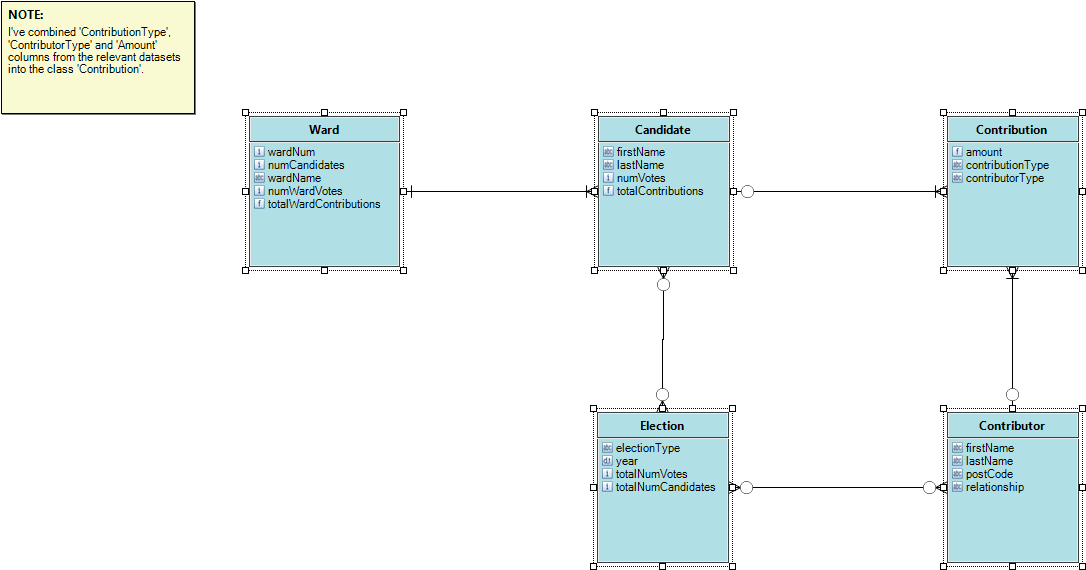 NOTE:
I've combined 'ContributionType',
'ContributorType' and 'Amount'
columns from the relevant datasets
into the class 'Contribution'.
Ward
wardNum
numCandidates
wardName
numWardVotes
totalWardContributions
Candidate
firstName
lastName
numVotes
totalContributions
Contribution
amount
contributionType
contributorType
Election
electionType
year
totalNumVotes
totalNumCandidates
Contributor
firstName
lastName
postCode
relationship